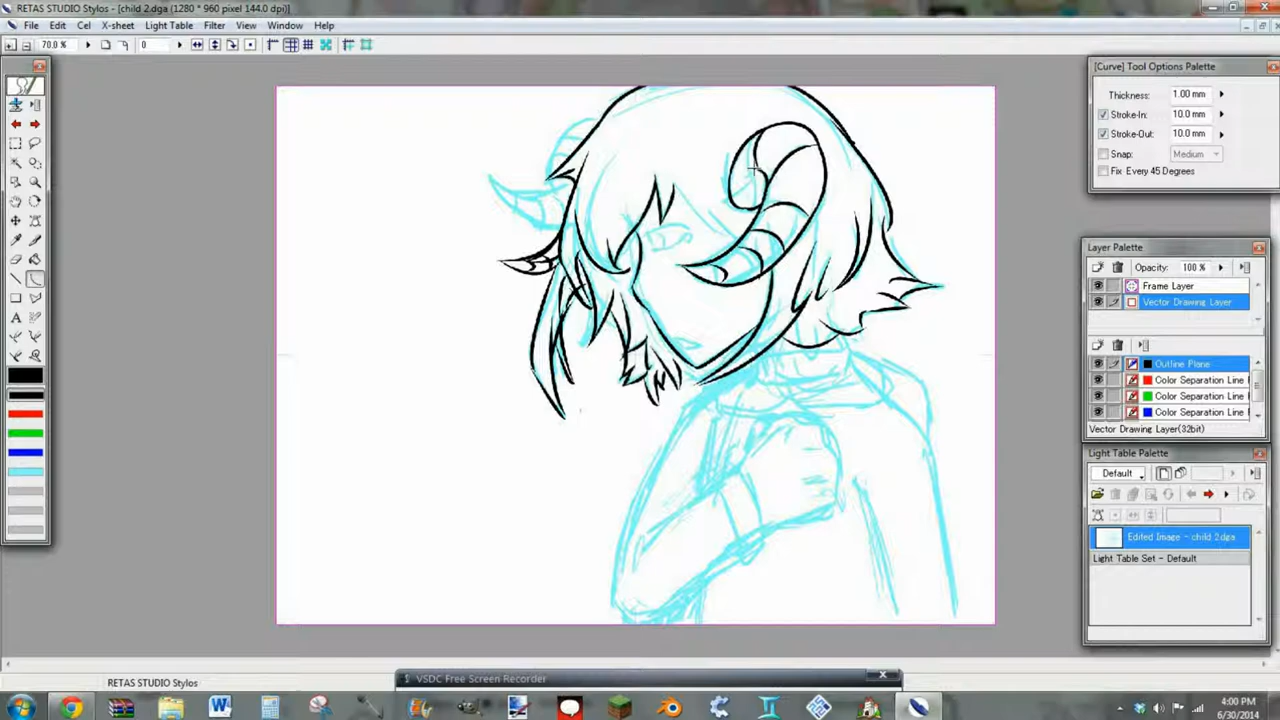 RETAS STUDIO Stylos - [child 2.dga (1280 * 960 pixel 144.0 dpi)]
File Edit Cel X-sheet Light Table Filter View Window Help
70.0 % 0
[Curve] Tool Options Palette
Thickness: 1.00 mm
Stroke-In: 10.0 mm
Stroke-Out: 10.0 mm
Snap: Medium
Fix Every 45 Degrees
Layer Palette
Opacity: 100 %
Frame Layer
Vector Drawing Layer
Outline Plane
Color Separation Line
Color Separation Line
Color Separation Line
Vector Drawing Layer(32bit)
Light Table Palette
Default
Edited Image - child 2.dga
Light Table Set - Default
RETAS STUDIO Stylos
VSDC Free Screen Recorder
4:00 PM
6/30/2014